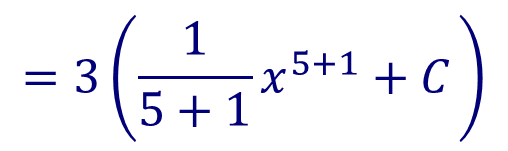 = 3 ( 1/(5 + 1) x^{5+1} + C )